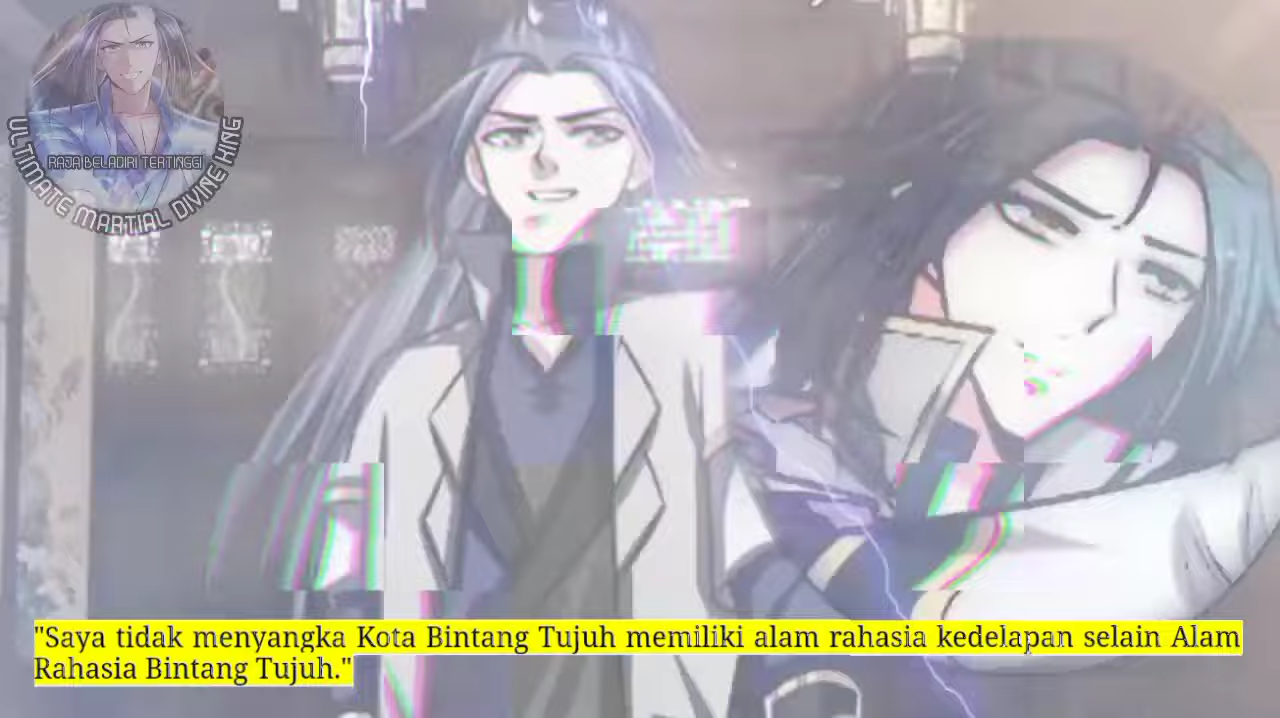 RAJA BELADIRI TERTINGGI
ULTIMATE MARTIAL DIVINE KING
"Saya tidak menyangka Kota Bintang Tujuh memiliki alam rahasia kedelapan selain Alam
Rahasia Bintang Tujuh."